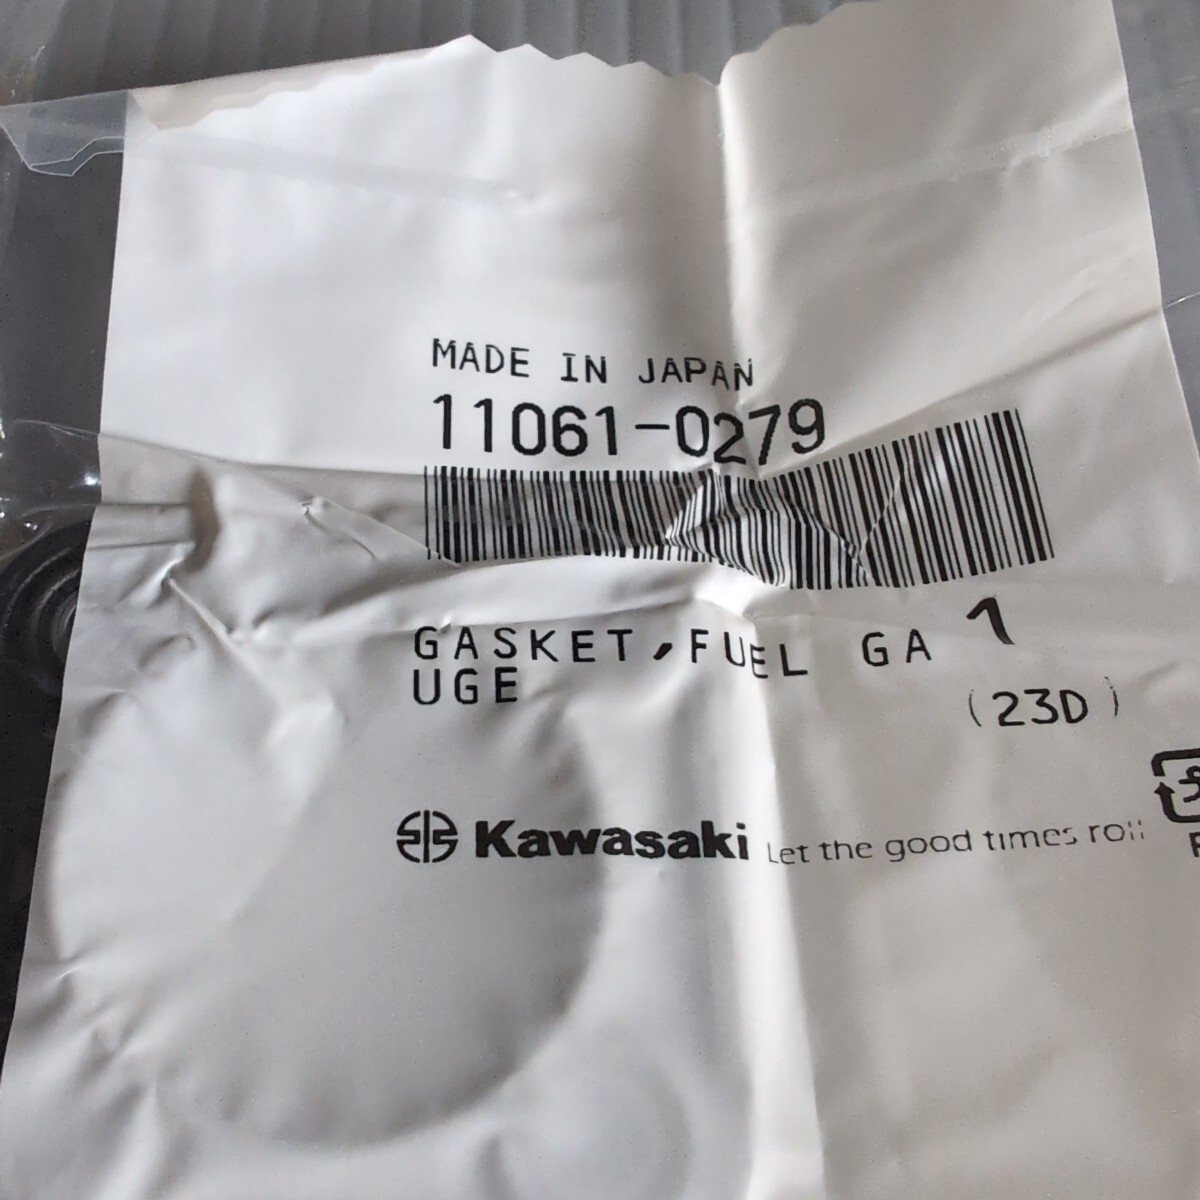 MADE IN JAPAN
11061-0279
GASKET,FUEL GA 1
UGE
(23D)
Kawasaki Let the good times roll